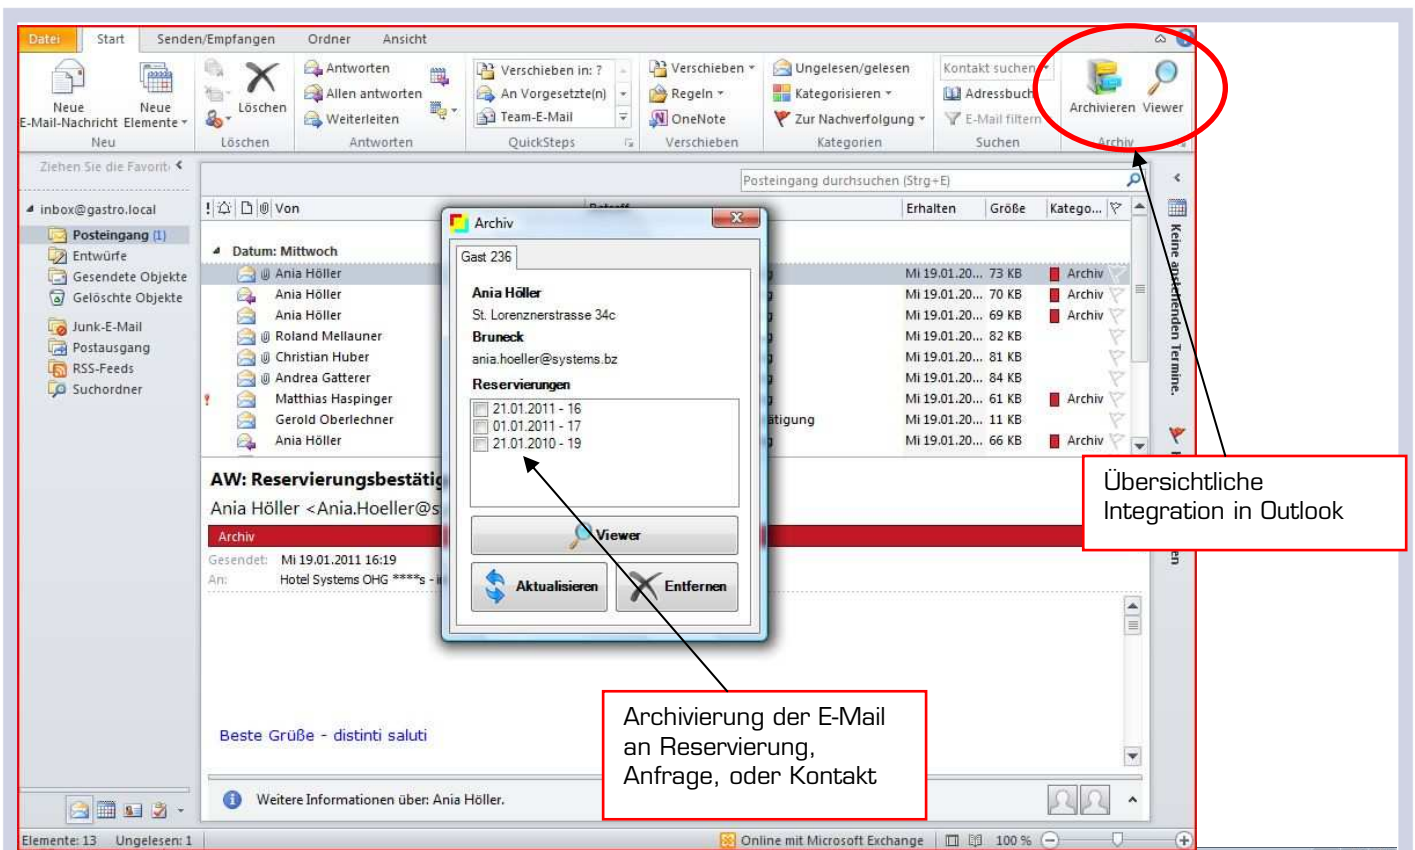 Datei Start Senden/Empfangen Ordner Ansicht
Neue E-Mail-Nachricht
Neue Elemente
Neu
Löschen
Löschen
Antworten
Allen antworten
Weiterleiten
Antworten
Verschieben in: ?
An Vorgesetzte(n)
Team-E-Mail
QuickSteps
Verschieben
Regeln
OneNote
Verschieben
Ungelesen/gelesen
Kategorisieren
Zur Nachverfolgung
Kategorien
Kontakt suchen
Adressbuch
E-Mail filtern
Suchen
Archivieren Viewer
Archiv
Ziehen Sie die Favorit
inbox@gastro.local
Posteingang (1)
Entwürfe
Gesendete Objekte
Gelöschte Objekte
Junk-E-Mail
Postausgang
RSS-Feeds
Suchordner
Posteingang durchsuchen (Strg+E)
Von Erhalten Größe Katego...
Datum: Mittwoch
Ania Höller Mi 19.01.20... 73 KB Archiv
Ania Höller Mi 19.01.20... 70 KB Archiv
Ania Höller Mi 19.01.20... 69 KB Archiv
Roland Mellauner Mi 19.01.20... 82 KB
Christian Huber Mi 19.01.20... 81 KB
Andrea Gatterer Mi 19.01.20... 84 KB
Matthias Haspinger Mi 19.01.20... 61 KB Archiv
Gerold Oberlechner ätigung Mi 19.01.20... 11 KB
Ania Höller Mi 19.01.20... 66 KB Archiv
Archiv
Gast 236
Ania Höller
St. Lorenznerstrasse 34c
Bruneck
ania.hoeller@systems.bz
Reservierungen
21.01.2011 - 16
01.01.2011 - 17
21.01.2010 - 19
Viewer
Aktualisieren
Entfernen
AW: Reservierungsbestätig
Ania Höller <Ania.Hoeller@s
Archiv
Gesendet: Mi 19.01.2011 16:19
An: Hotel Systems OHG ****s - i
Beste Grüße - distinti saluti
Weitere Informationen über: Ania Höller.
Keine anstehenden Termine.
Übersichtliche
Integration in Outlook
Archivierung der E-Mail
an Reservierung,
Anfrage, oder Kontakt
Elemente: 13 Ungelesen: 1
Online mit Microsoft Exchange 100 %